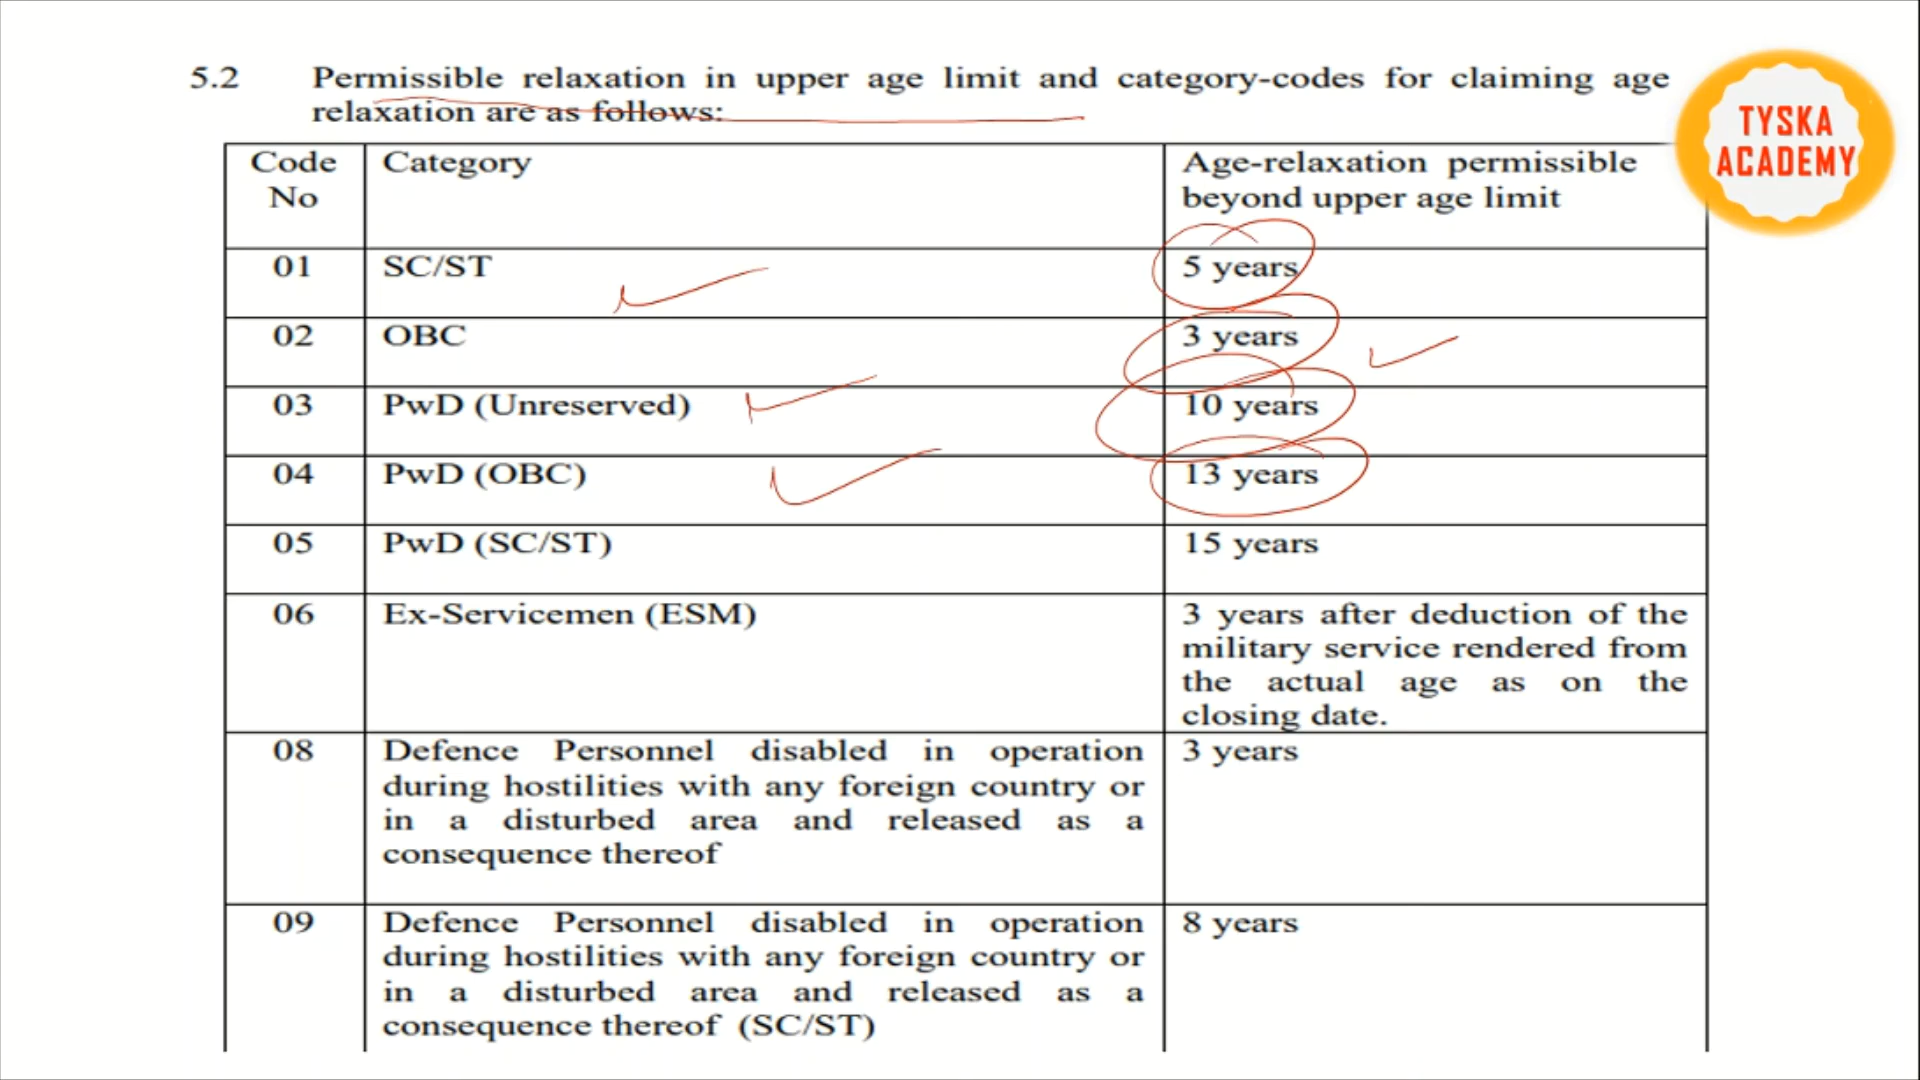 5.2 Permissible relaxation in upper age limit and category-codes for claiming age
relaxation are as follows:
TYSKA
ACADEMY
Code No Category Age-relaxation permissible
beyond upper age limit
01 SC/ST 5 years
02 OBC 3 years
03 PwD (Unreserved) 10 years
04 PwD (OBC) 13 years
05 PwD (SC/ST) 15 years
06 Ex-Servicemen (ESM) 3 years after deduction of the
military service rendered from
the actual age as on the
closing date.
08 Defence Personnel disabled in operation 3 years
during hostilities with any foreign country or
in a disturbed area and released as a
consequence thereof
09 Defence Personnel disabled in operation 8 years
during hostilities with any foreign country or
in a disturbed area and released as a
consequence thereof (SC/ST)